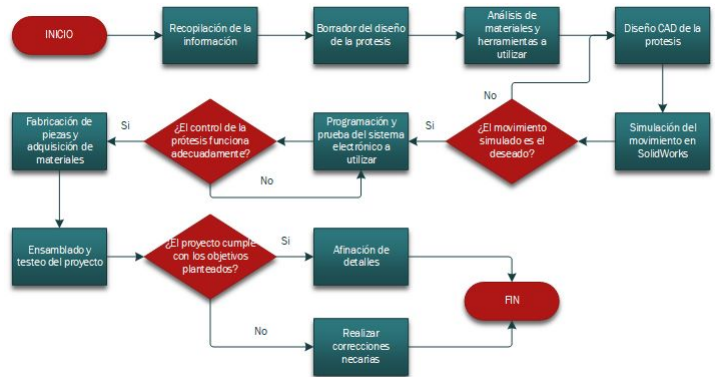 INICIO
Recopilación de la
información
Borrador del diseño
de la protesis
Análisis de
materiales y
herramientas a
utilizar
Diseño CAD de la
protesis
No
Fabricación de
piezas y
adquisición de
materiales
Si
¿El control de la
prótesis funciona
adecuadamente?
No
Programación y
prueba del sistema
electrónico a
utilizar
Si
¿El movimiento
simulado es el
deseado?
Simulación del
movimiento en
SolidWorks
Ensamblado y
testeo del proyecto
¿El proyecto cumple
con los objetivos
planteados?
Si
Afinación de
detalles
FIN
No
Realizar
correcciones
necarias